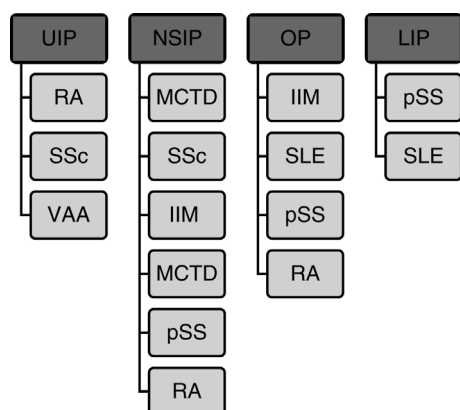 UIP
RA
SSc
VAA
NSIP
MCTD
SSc
IIM
MCTD
pSS
RA
OP
IIM
SLE
pSS
RA
LIP
pSS
SLE